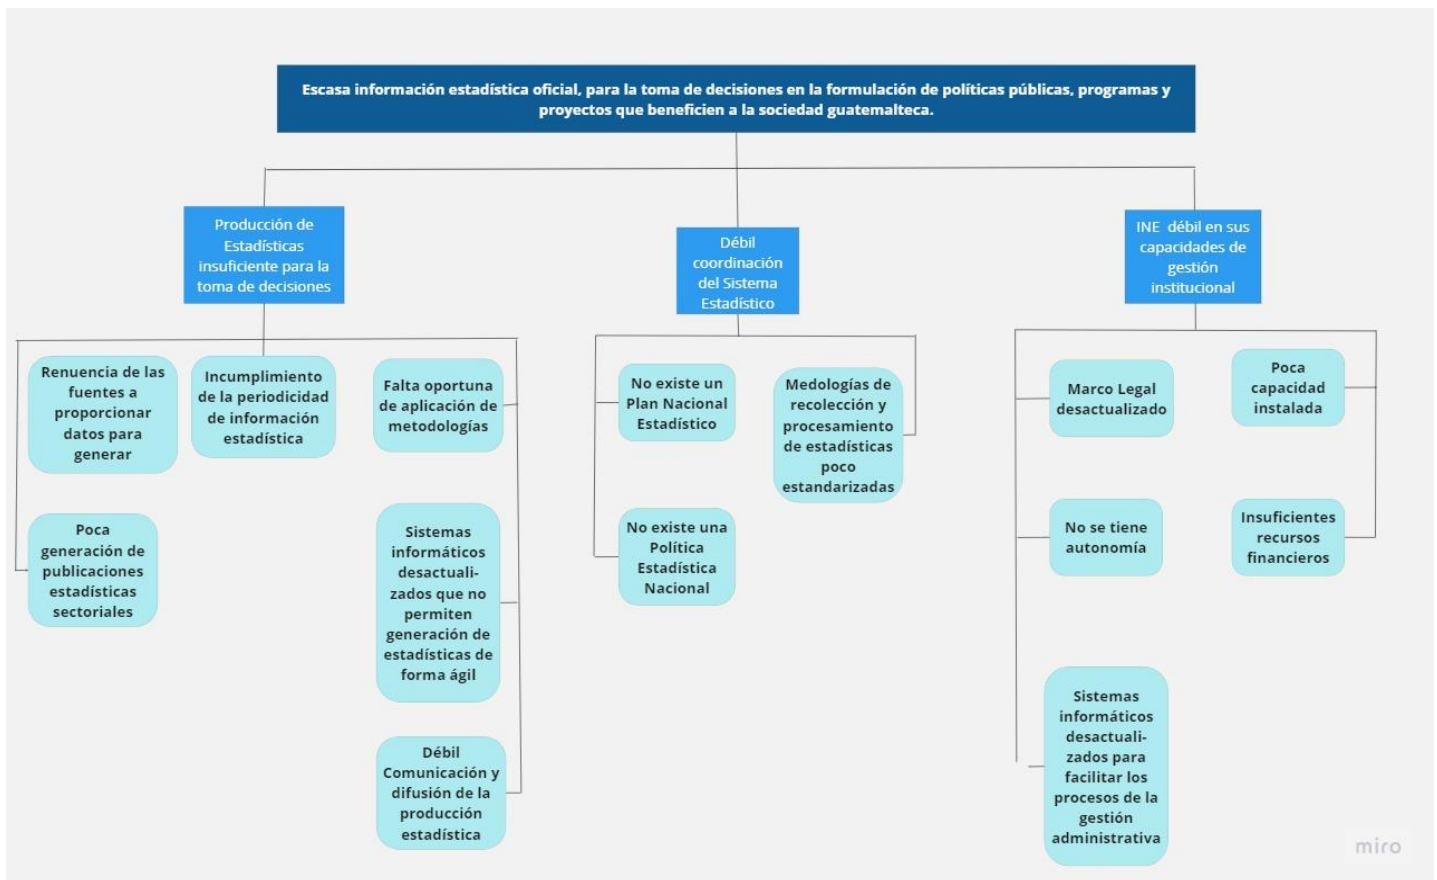 Escasa información estadística oficial, para la toma de decisiones en la formulación de políticas públicas, programas y
proyectos que beneficien a la sociedad guatemalteca.
Producción de
Estadísticas
insuficiente para la
toma de decisiones
Débil
coordinación
del Sistema
Estadístico
INE débil en sus
capacidades de
gestión
institucional
Renuencia de las
fuentes a
proporcionar
datos para
generar
Incumplimiento
de la periodicidad
de información
estadística
Falta oportuna
de aplicación de
metodologías
Poca
generación de
publicaciones
estadísticas
sectoriales
Sistemas
informáticos
desactuali-
zados que no
permiten
generación de
estadísticas de
forma ágil
Débil
Comunicación y
difusión de la
producción
estadística
No existe un
Plan Nacional
Estadístico
Medologías de
recolección y
procesamiento
de estadísticas
poco
estandarizadas
No existe una
Política
Estadística
Nacional
Marco Legal
desactualizado
Poca
capacidad
instalada
No se tiene
autonomía
Insuficientes
recursos
financieros
Sistemas
informáticos
desactuali-
zados para
facilitar los
procesos de la
gestión
administrativa
miro